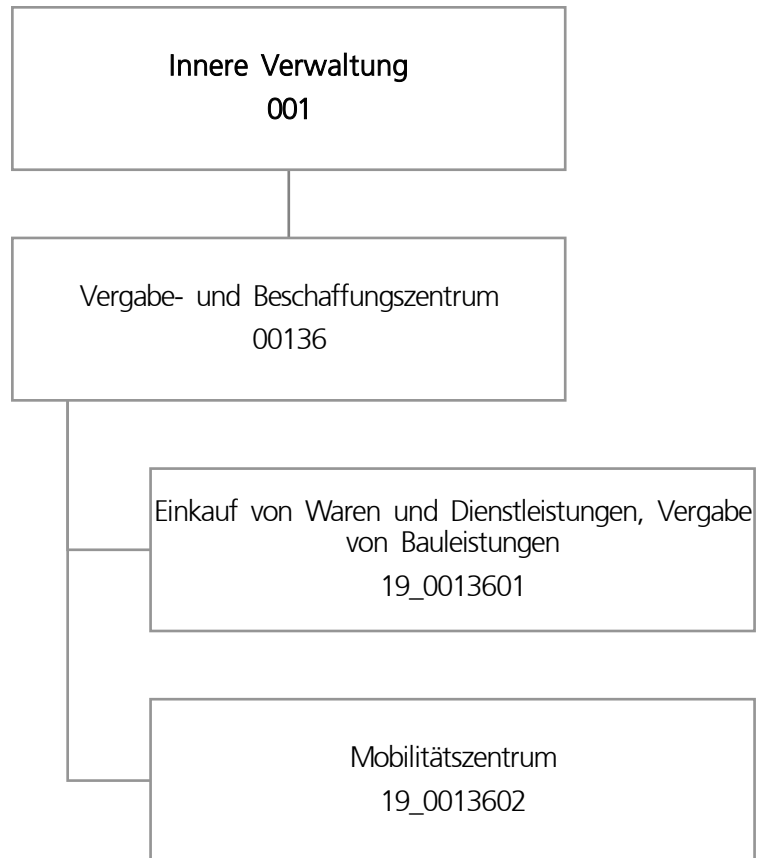 Innere Verwaltung
001
Vergabe- und Beschaffungszentrum
00136
Einkauf von Waren und Dienstleistungen, Vergabe
von Bauleistungen
19_0013601
Mobilitätszentrum
19_0013602